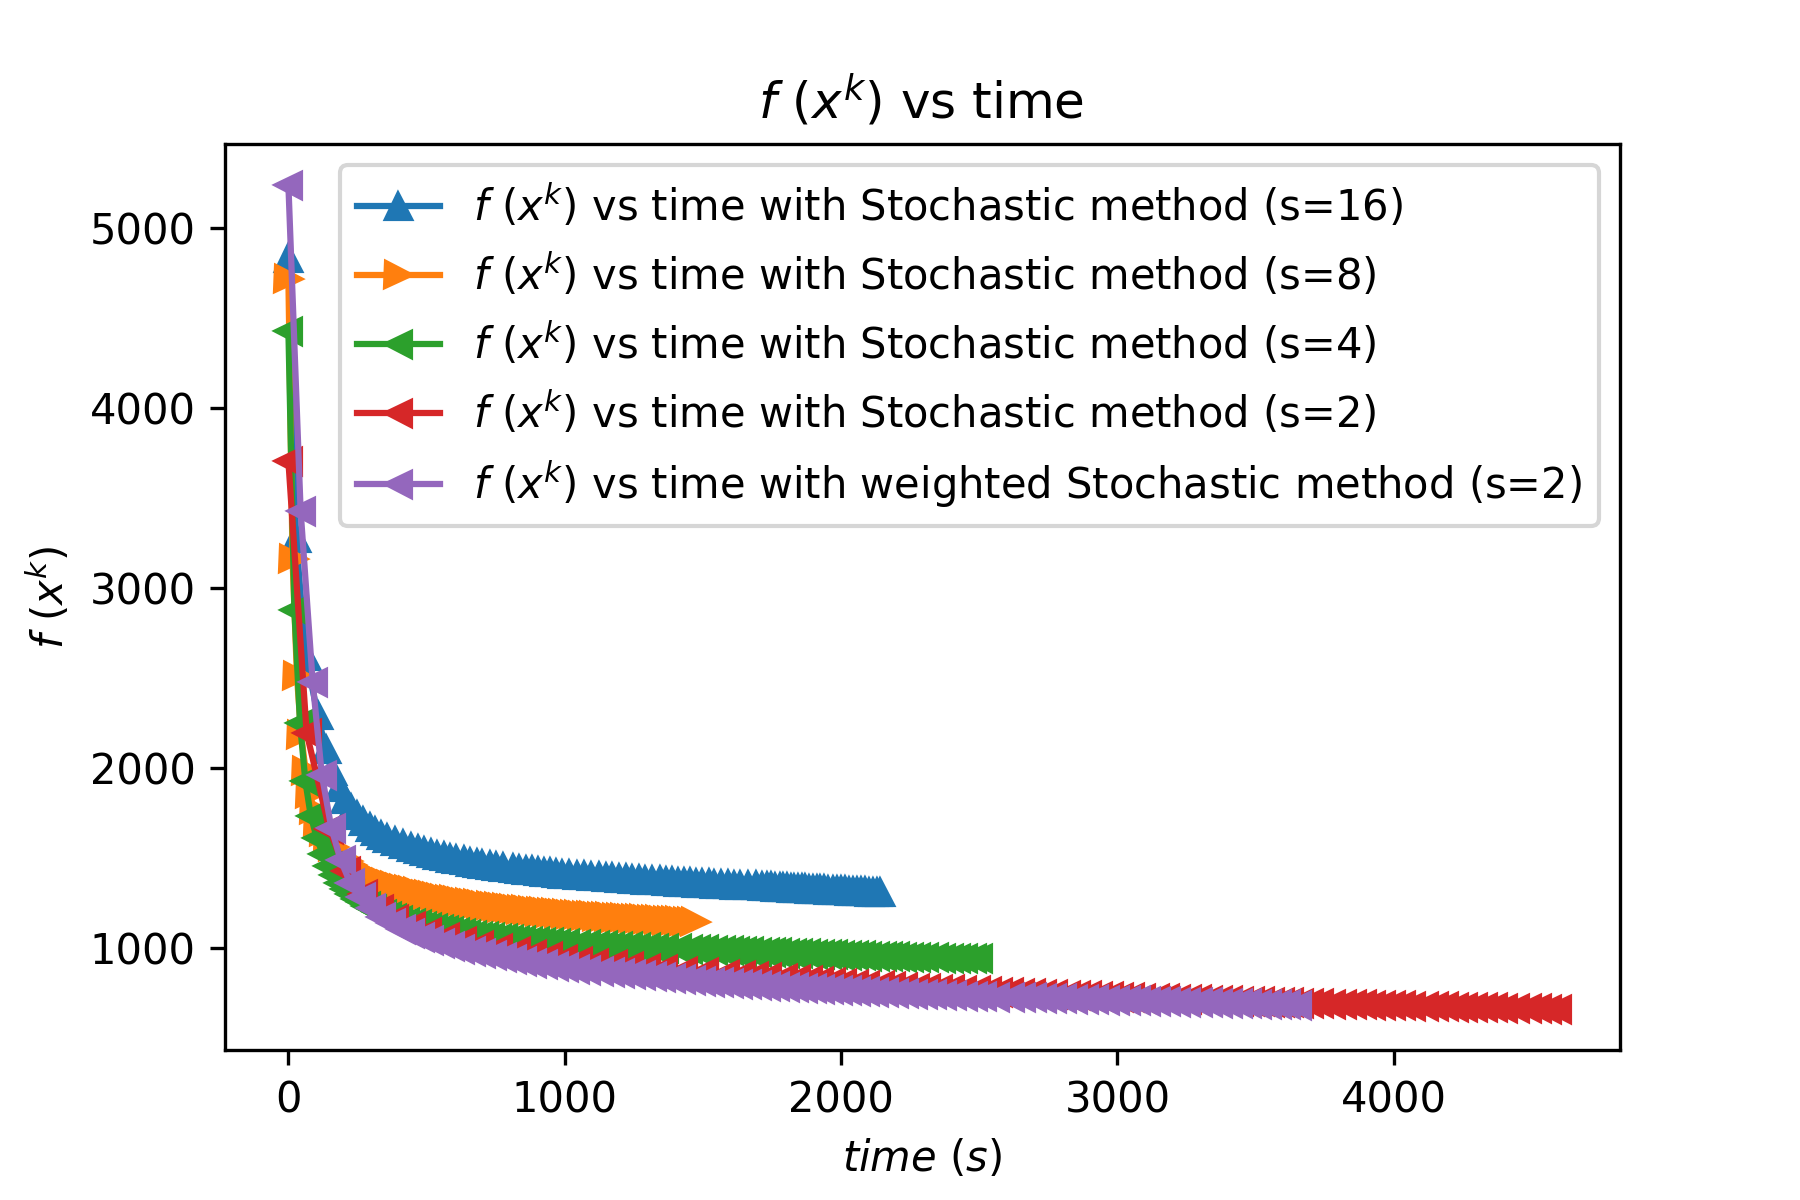 f (x^k) vs time
f (x^k) vs time with Stochastic method (s=16)
f (x^k) vs time with Stochastic method (s=8)
f (x^k) vs time with Stochastic method (s=4)
f (x^k) vs time with Stochastic method (s=2)
f (x^k) vs time with weighted Stochastic method (s=2)
f (x^k)
5000
4000
3000
2000
1000
0 1000 2000 3000 4000
time (s)